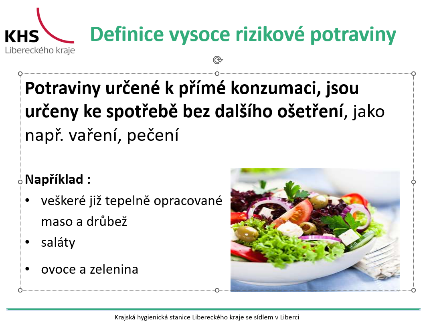 KHS
Libereckého kraje
Definice vysoce rizikové potraviny
Potraviny určené k přímé konzumaci, jsou
určeny ke spotřebě bez dalšího ošetření, jako
např. vaření, pečení
Například :
• veškeré již tepelně opracované
maso a drůbež
• saláty
• ovoce a zelenina
Krajská hygienická stanice Libereckého kraje se sídlem v Liberci